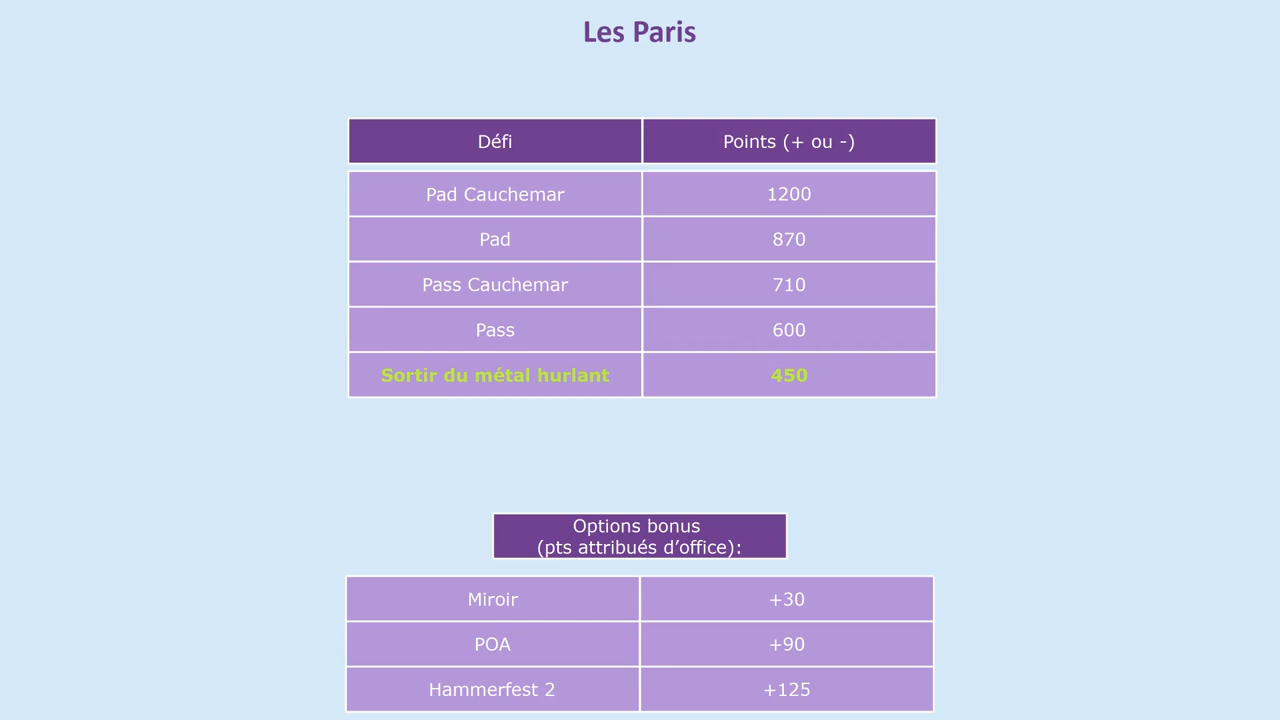 Les Paris
Défi Points (+ ou -)
Pad Cauchemar 1200
Pad 870
Pass Cauchemar 710
Pass 600
Sortir du métal hurlant 450
Options bonus
(pts attribués d’office):
Miroir +30
POA +90
Hammerfest 2 +125